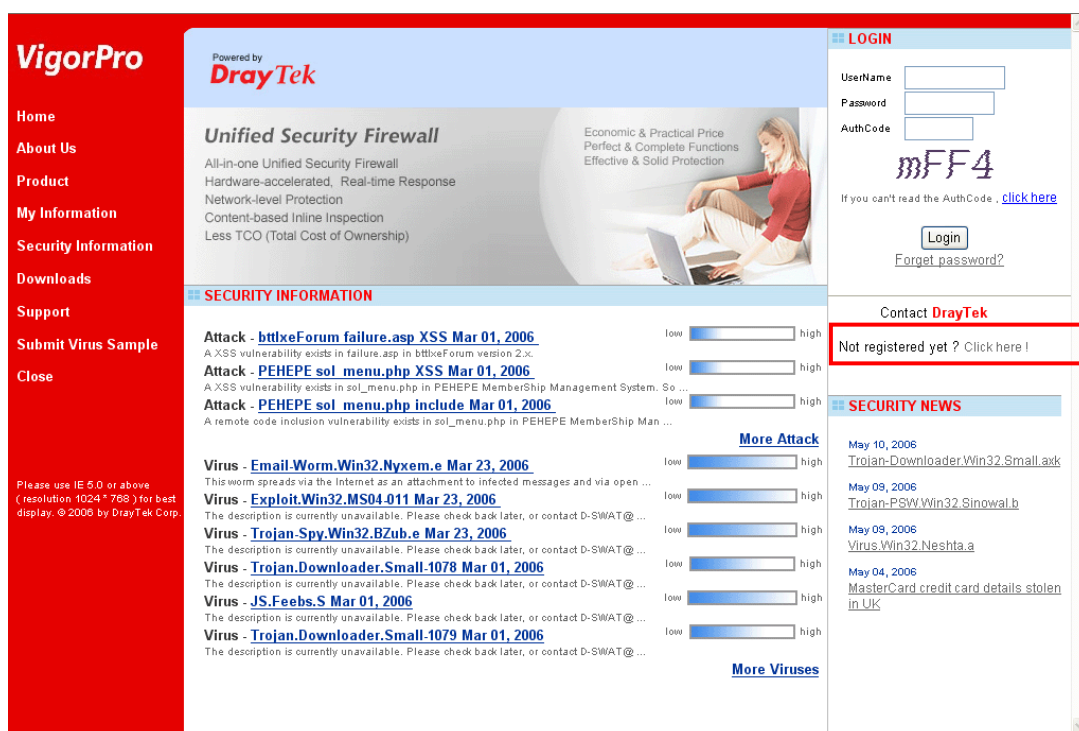 VigorPro
Home
About Us
Product
My Information
Security Information
Downloads
Support
Submit Virus Sample
Close
Please use IE 5.0 or above
( resolution 1024 * 768 ) for best
display. © 2006 by DrayTek Corp.
Powered by
DrayTek
Unified Security Firewall
All-in-one Unified Security Firewall
Hardware-accelerated, Real-time Response
Network-level Protection
Content-based Inline Inspection
Less TCO (Total Cost of Ownership)
Economic & Practical Price
Perfect & Complete Functions
Effective & Solid Protection
SECURITY INFORMATION
Attack - bttlxeForum failure.asp XSS Mar 01, 2006 low high
A XSS vulnerability exists in failure.asp in bttlxeForum version 2.x.
Attack - PEHEPE sol_menu.php XSS Mar 01, 2006 low high
A XSS vulnerability exists in sol_menu.php in PEHEPE MemberShip Management System. So ...
Attack - PEHEPE sol_menu.php include Mar 01, 2006 low high
A remote code inclusion vulnerability exists in sol_menu.php in PEHEPE MemberShip Man ...
More Attack
Virus - Email-Worm.Win32.Nyxem.e Mar 23, 2006 low high
This worm spreads via the Internet as an attachment to infected messages and via open ...
Virus - Exploit.Win32.MS04-011 Mar 23, 2006 low high
The description is currently unavailable. Please check back later, or contact D-SWAT@ ...
Virus - Trojan-Spy.Win32.BZub.e Mar 23, 2006 low high
The description is currently unavailable. Please check back later, or contact D-SWAT@ ...
Virus - Trojan.Downloader.Small-1078 Mar 01, 2006 low high
The description is currently unavailable. Please check back later, or contact D-SWAT@ ...
Virus - JS.Feebs.S Mar 01, 2006 low high
The description is currently unavailable. Please check back later, or contact D-SWAT@ ...
Virus - Trojan.Downloader.Small-1079 Mar 01, 2006 low high
The description is currently unavailable. Please check back later, or contact D-SWAT@ ...
More Viruses
LOGIN
UserName
Password
AuthCode
mFF4
If you can't read the AuthCode , click here
Login
Forget password?
Contact DrayTek
Not registered yet ? Click here !
SECURITY NEWS
May 10, 2006
Trojan-Downloader.Win32.Small.axk
May 09, 2006
Trojan-PSW.Win32.Sinowal.b
May 09, 2006
Virus.Win32.Neshta.a
May 04, 2006
MasterCard credit card details stolen
in UK